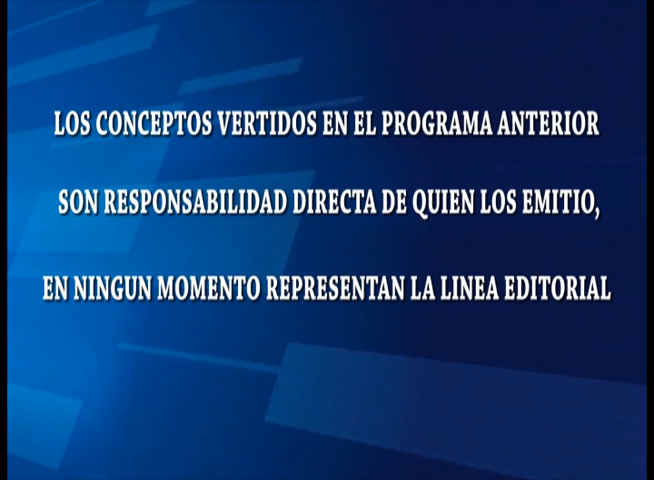 LOS CONCEPTOS VERTIDOS EN EL PROGRAMA ANTERIOR
SON RESPONSABILIDAD DIRECTA DE QUIEN LOS EMITIO,
EN NINGUN MOMENTO REPRESENTAN LA LINEA EDITORIAL